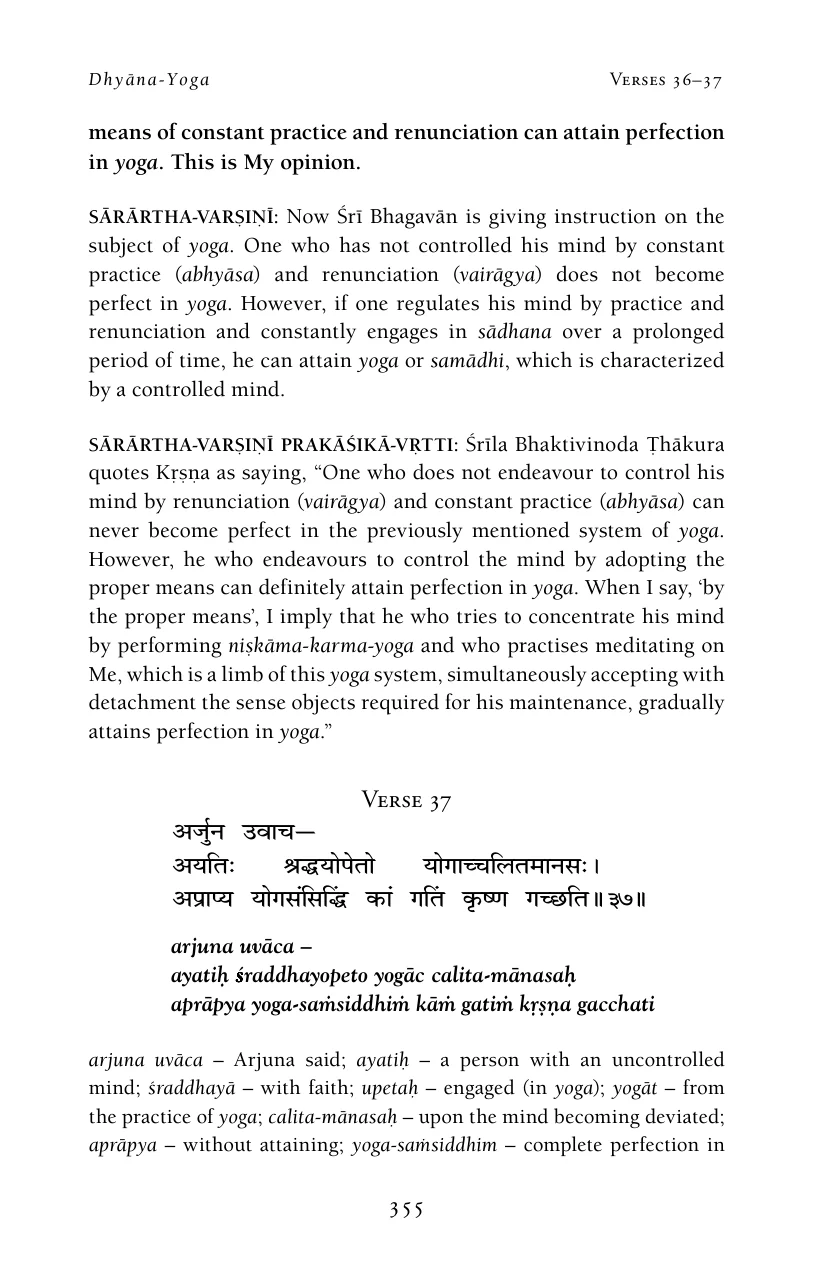 Dhyāna-Yoga Verses 36–37
means of constant practice and renunciation can attain perfection
in yoga. This is My opinion.
SĀRĀRTHA-VARṢIṆĪ: Now Śrī Bhagavān is giving instruction on the
subject of yoga. One who has not controlled his mind by constant
practice (abhyāsa) and renunciation (vairāgya) does not become
perfect in yoga. However, if one regulates his mind by practice and
renunciation and constantly engages in sādhana over a prolonged
period of time, he can attain yoga or samādhi, which is characterized
by a controlled mind.
SĀRĀRTHA-VARṢIṆĪ PRAKĀŚIKĀ-VṚTTI: Śrīla Bhaktivinoda Ṭhākura
quotes Kṛṣṇa as saying, “One who does not endeavour to control his
mind by renunciation (vairāgya) and constant practice (abhyāsa) can
never become perfect in the previously mentioned system of yoga.
However, he who endeavours to control the mind by adopting the
proper means can definitely attain perfection in yoga. When I say, ‘by
the proper means’, I imply that he who tries to concentrate his mind
by performing niṣkāma-karma-yoga and who practises meditating on
Me, which is a limb of this yoga system, simultaneously accepting with
detachment the sense objects required for his maintenance, gradually
attains perfection in yoga.”
Verse 37
अर्जुन उवाच—
अयतिः श्रद्धयोपेतो योगाच्चलितमानसः।
अप्राप्य योगसंसिद्धिं कां गतिं कृष्ण गच्छति॥३७॥
arjuna uvāca –
ayatiḥ śraddhayopeto yogāc calita-mānasaḥ
aprāpya yoga-saṁsiddhiṁ kāṁ gatiṁ kṛṣṇa gacchati
arjuna uvāca – Arjuna said; ayatiḥ – a person with an uncontrolled
mind; śraddhayā – with faith; upetaḥ – engaged (in yoga); yogāt – from
the practice of yoga; calita-mānasaḥ – upon the mind becoming deviated;
aprāpya – without attaining; yoga-saṁsiddhim – complete perfection in
355